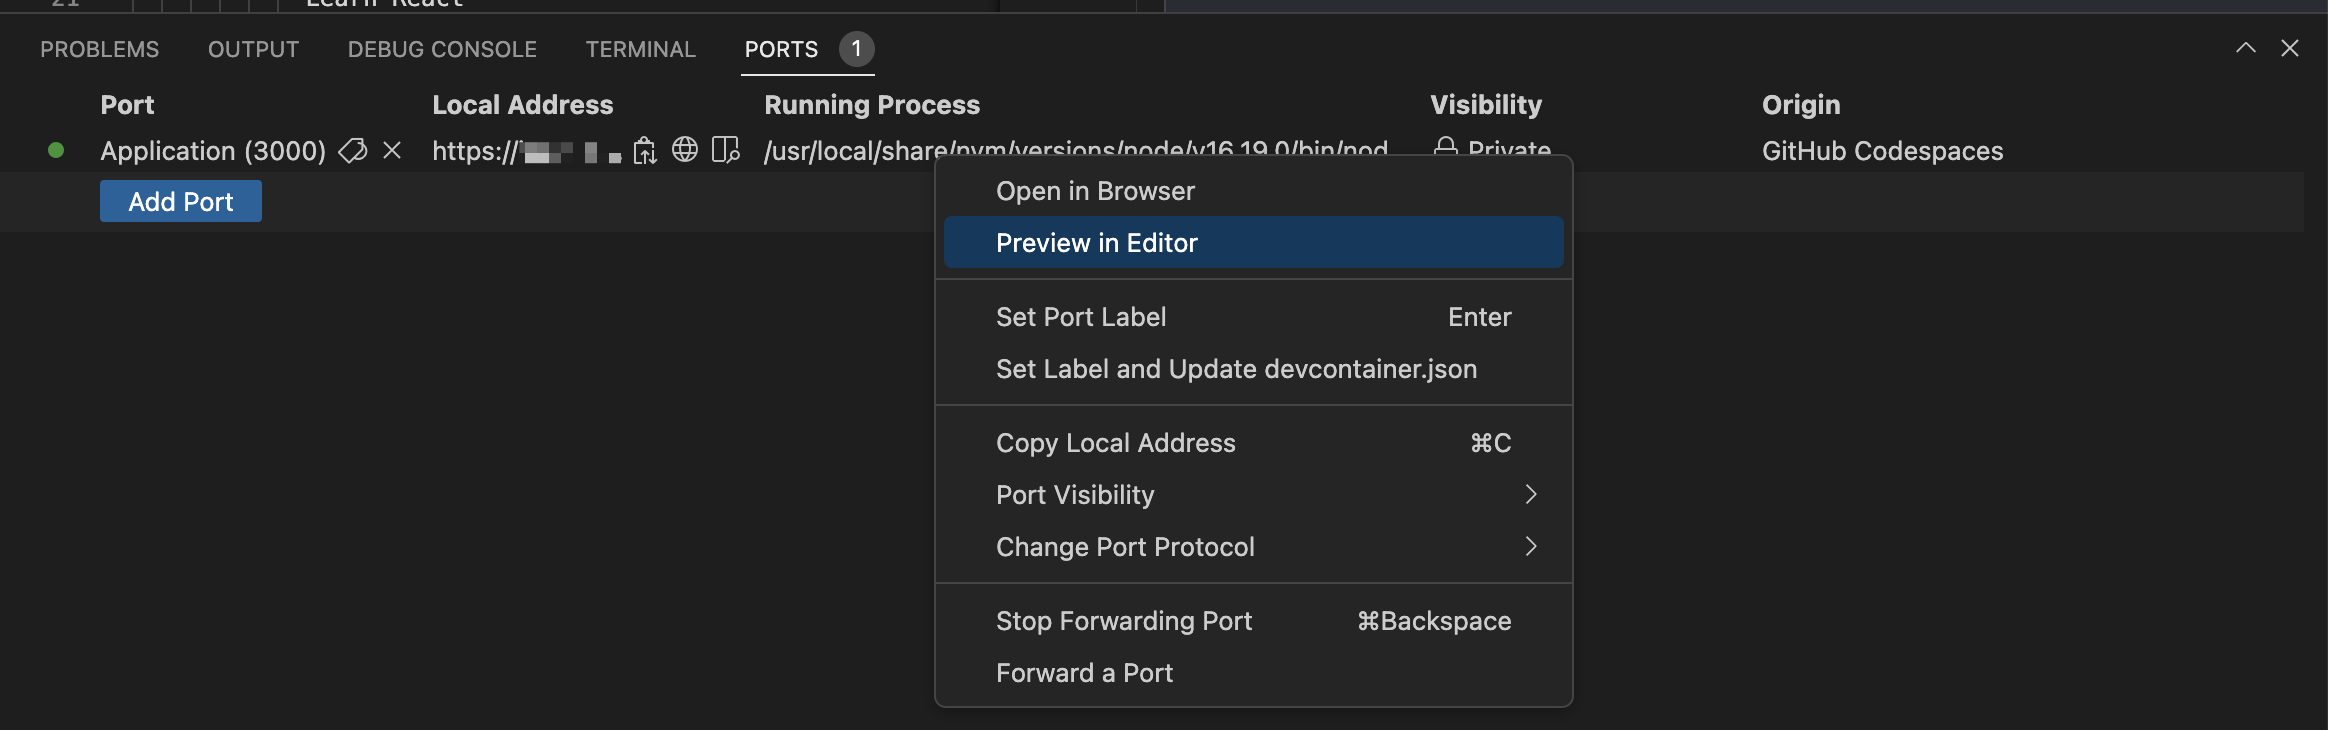 21 Learn React
PROBLEMS OUTPUT DEBUG CONSOLE TERMINAL PORTS 1
Port Local Address Running Process Visibility Origin
Application (3000) https:// /usr/local/share/nvm/versions/node/v16.19.0/bin/nod Private GitHub Codespaces
Add Port
Open in Browser
Preview in Editor
Set Port Label Enter
Set Label and Update devcontainer.json
Copy Local Address ⌘C
Port Visibility
Change Port Protocol
Stop Forwarding Port ⌘Backspace
Forward a Port